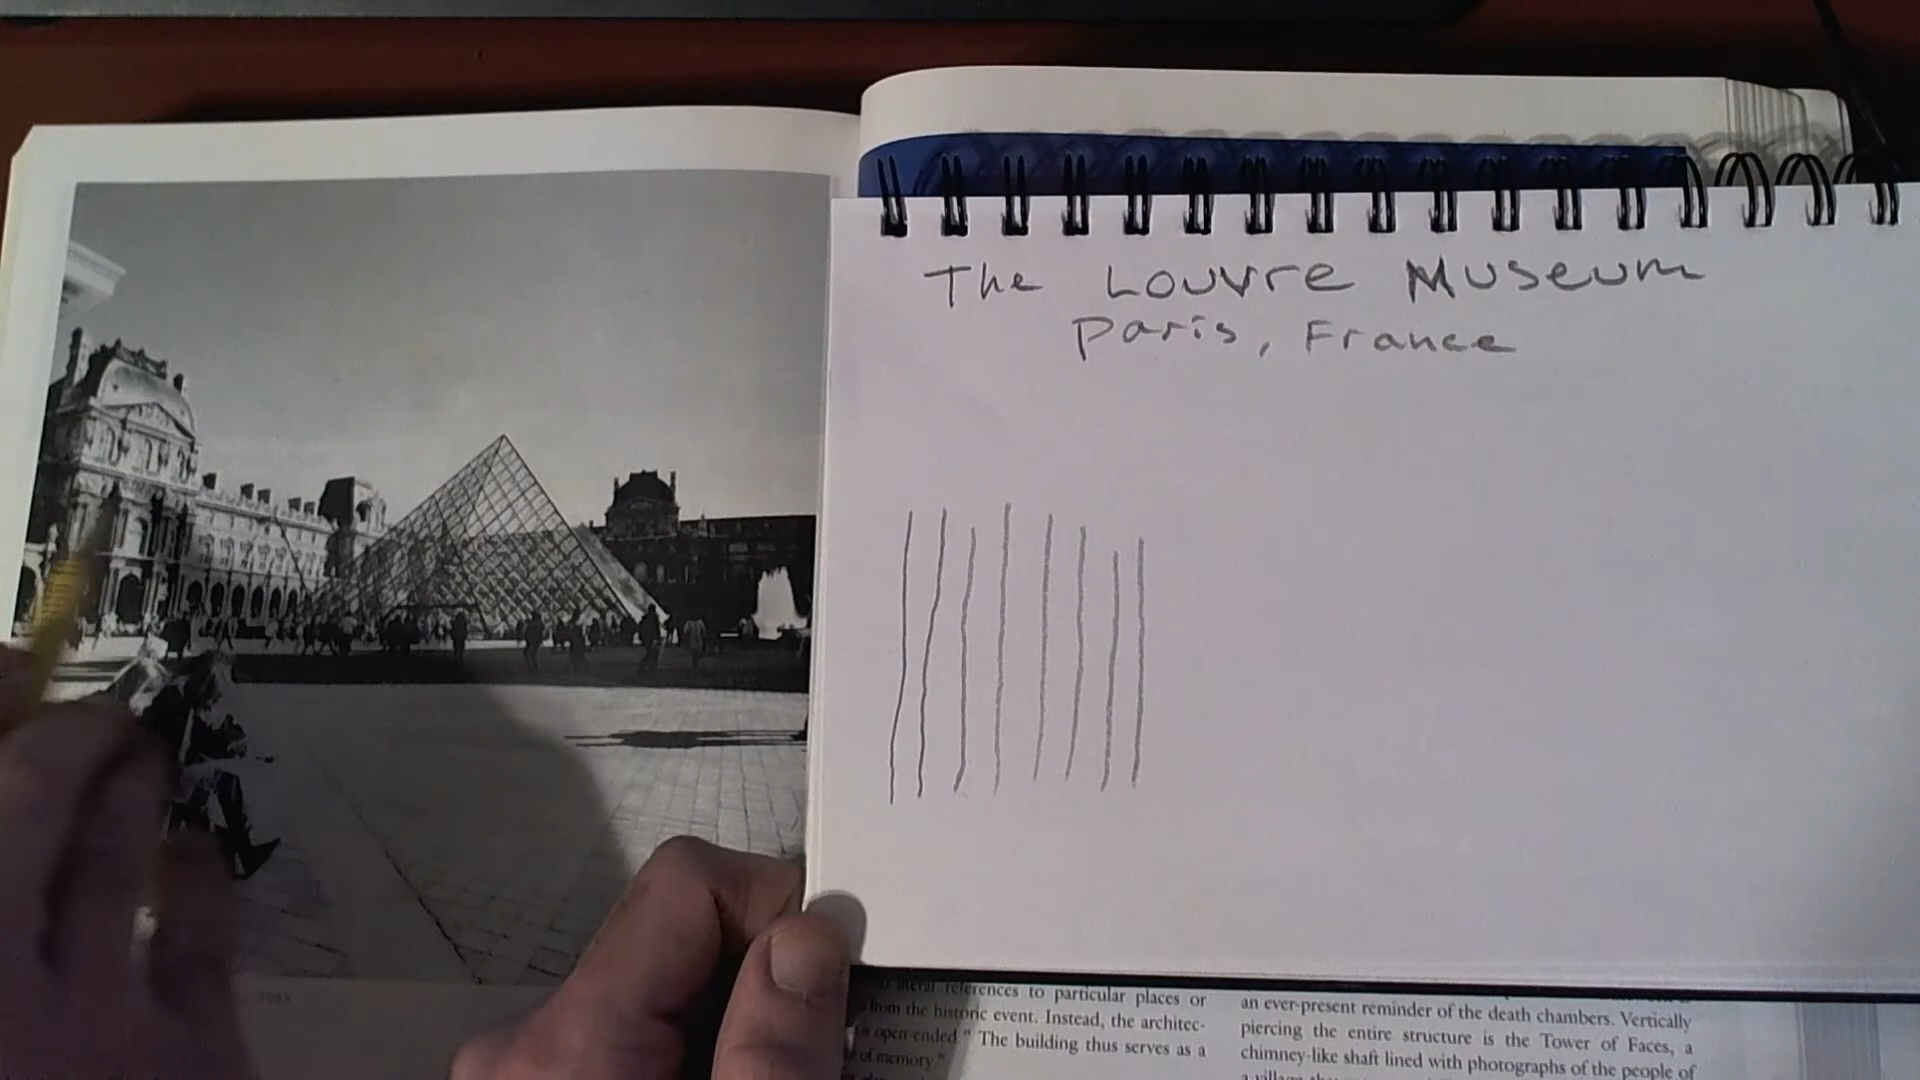 The Louvre Museum
Paris, France
literal references to particular places or
from the historic event. Instead, the architec-
open-ended." The building thus serves as a
of memory."
an ever-present reminder of the death chambers. Vertically
piercing the entire structure is the Tower of Faces, a
chimney-like shaft lined with photographs of the people of